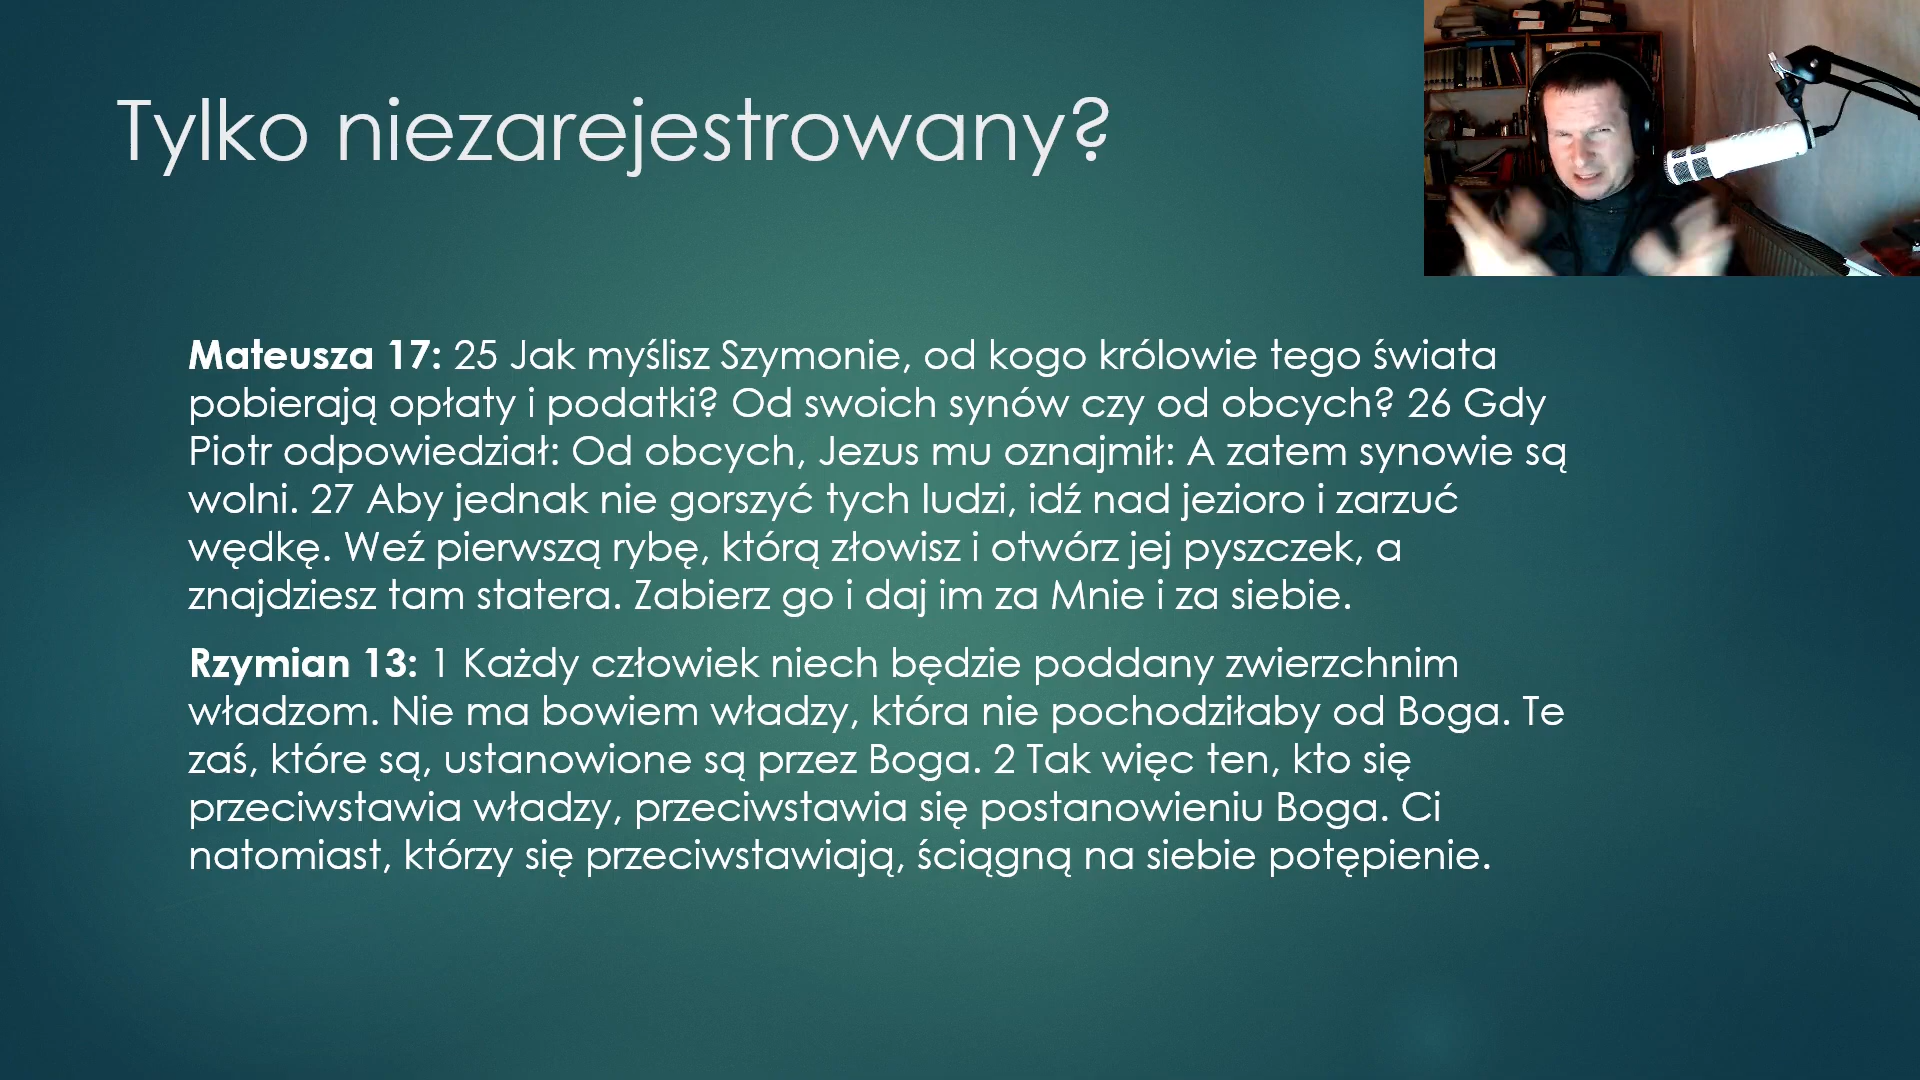 Tylko niezarejestrowany?
Mateusza 17: 25 Jak myślisz Szymonie, od kogo królowie tego świata
pobierają opłaty i podatki? Od swoich synów czy od obcych? 26 Gdy
Piotr odpowiedział: Od obcych, Jezus mu oznajmił: A zatem synowie są
wolni. 27 Aby jednak nie gorszyć tych ludzi, idź nad jezioro i zarzuć
wędkę. Weź pierwszą rybę, którą złowisz i otwórz jej pyszczek, a
znajdziesz tam statera. Zabierz go i daj im za Mnie i za siebie.
Rzymian 13: 1 Każdy człowiek niech będzie poddany zwierzchnim
władzom. Nie ma bowiem władzy, która nie pochodziłaby od Boga. Te
zaś, które są, ustanowione są przez Boga. 2 Tak więc ten, kto się
przeciwstawia władzy, przeciwstawia się postanowieniu Boga. Ci
natomiast, którzy się przeciwstawiają, ściągną na siebie potępienie.